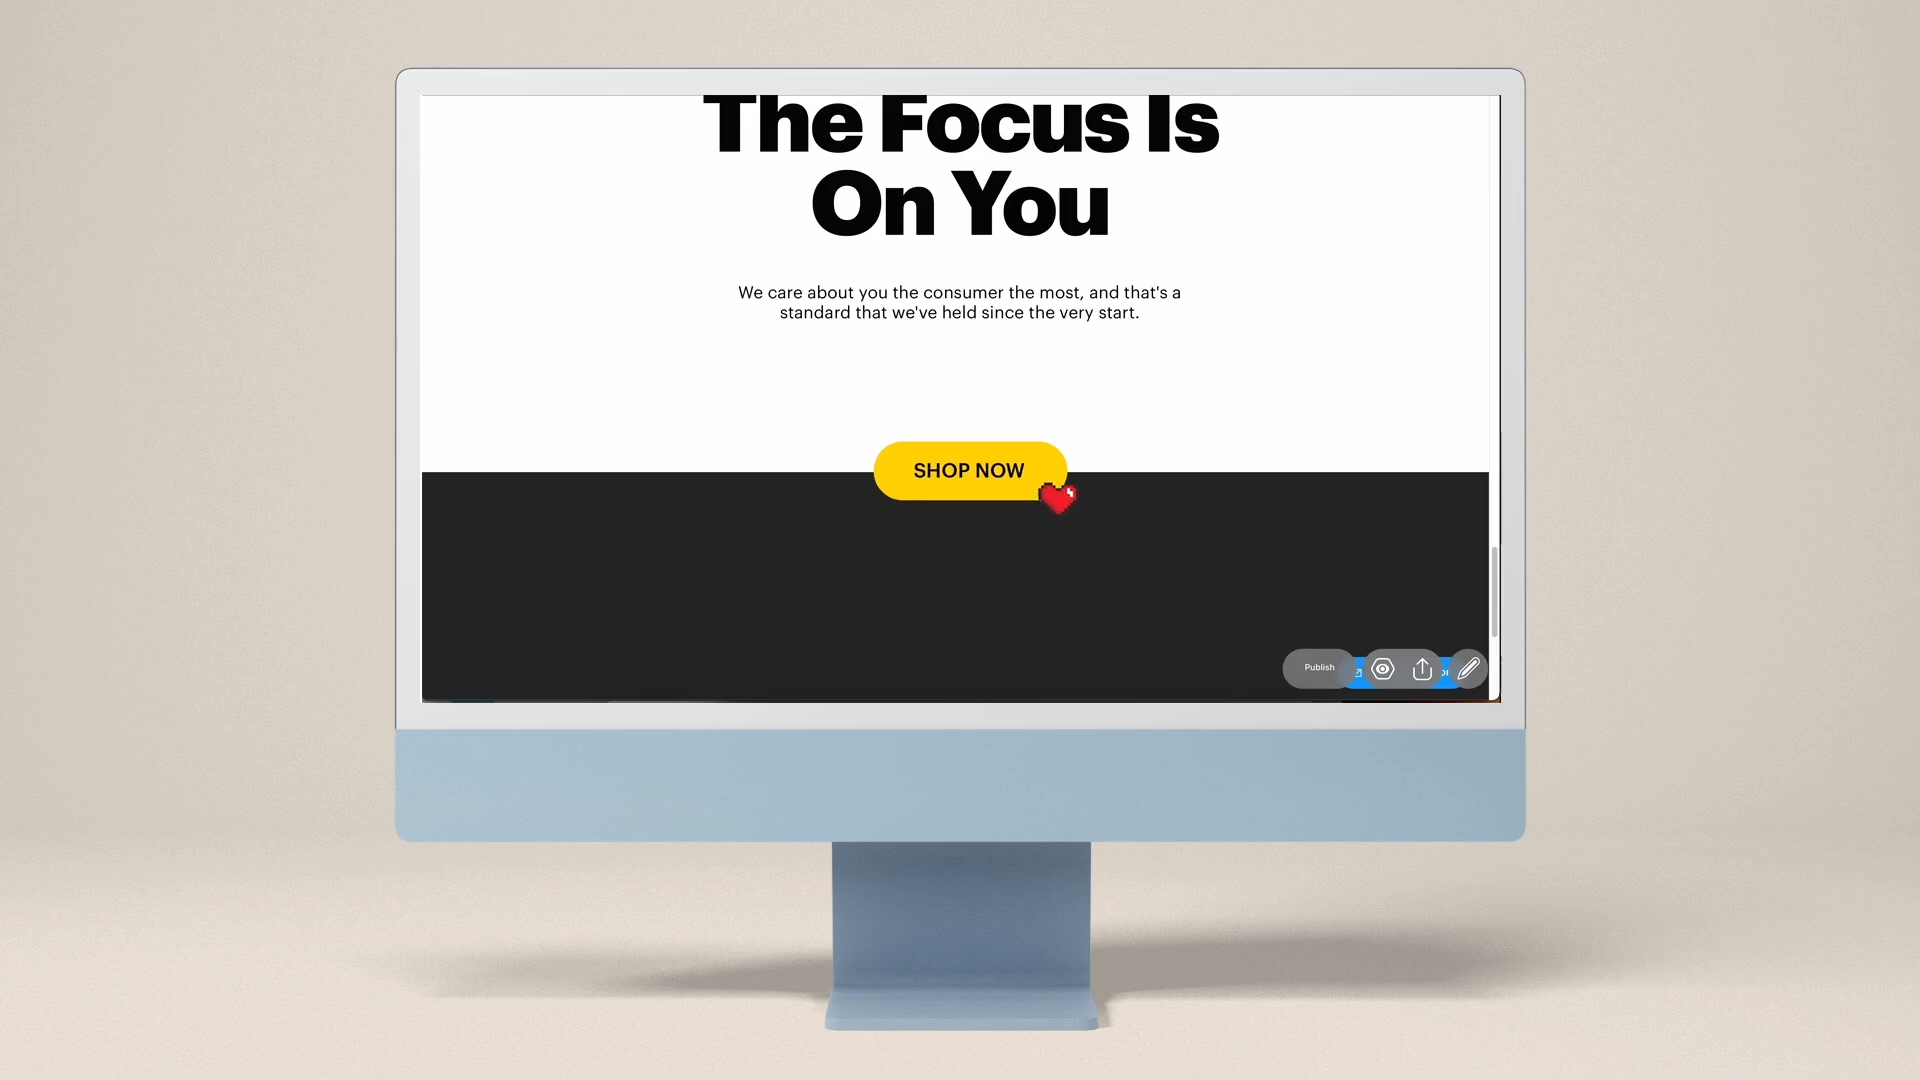 The Focus Is
On You
We care about you the consumer the most, and that's a
standard that we've held since the very start.
SHOP NOW
Publish